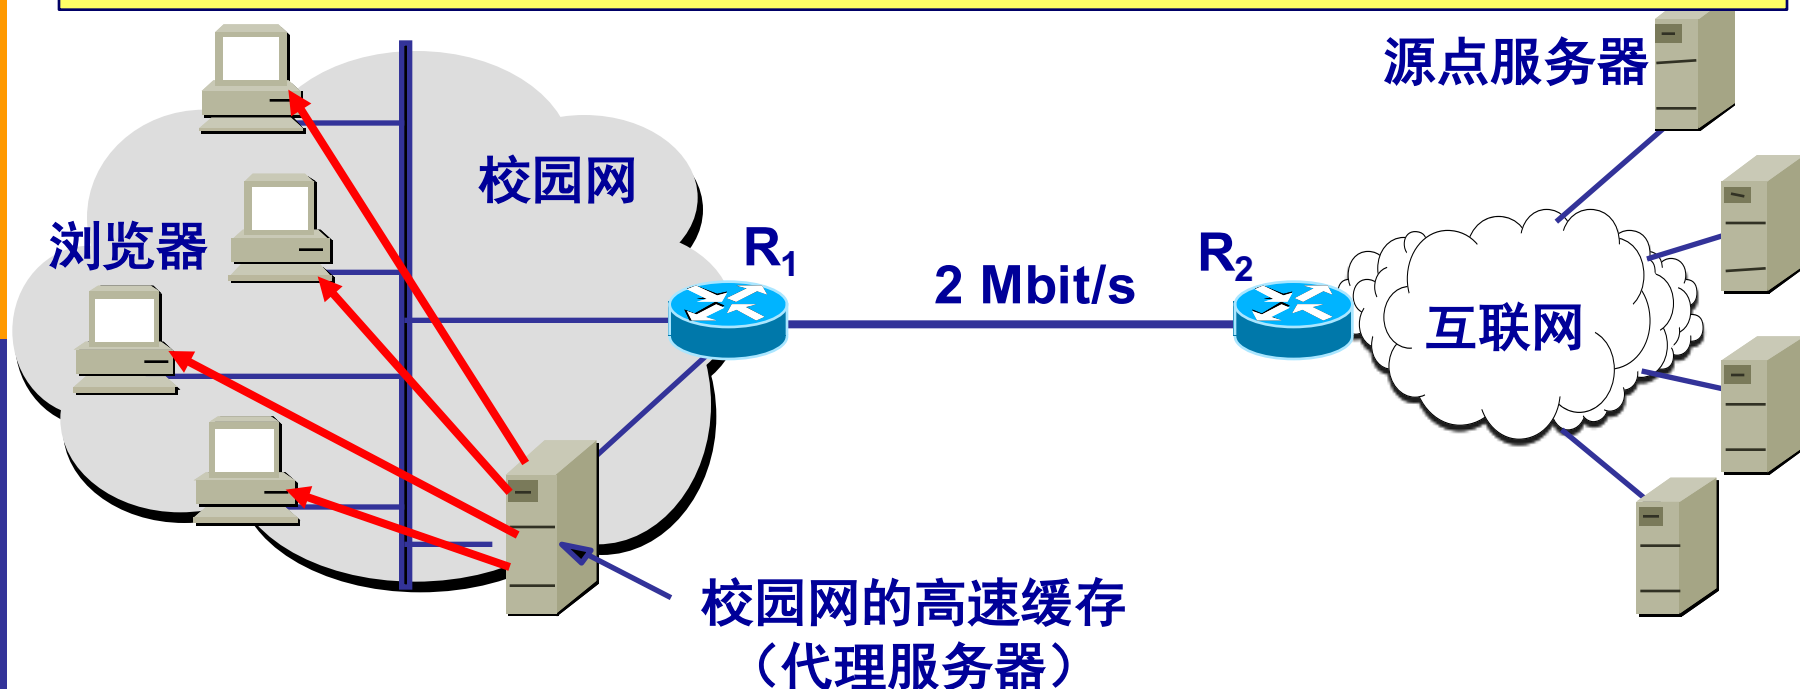 源点服务器
校园网
浏览器
R1
2 Mbit/s
R2
互联网
校园网的高速缓存
（代理服务器）